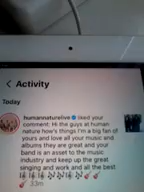 Activity
Today
humannaturelive liked your
comment: Hi the guys at human
nature how's things I'm a big fan of
yours and love all your music and
albums they are great and your
band is an asset to the music
industry and keep up the great
singing and work and all the best